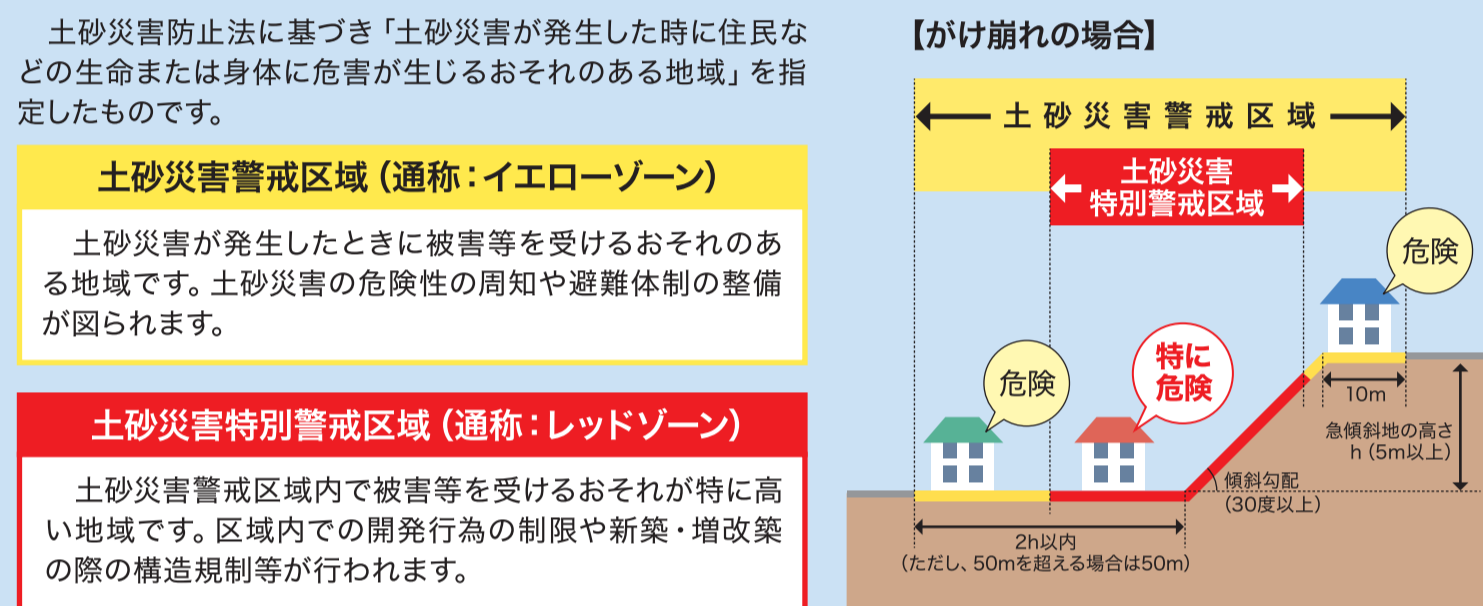 土砂災害防止法に基づき「土砂災害が発生した時に住民な
どの生命または身体に危害が生じるおそれのある地域」を指
定したものです。
土砂災害警戒区域(通称:イエローゾーン)
土砂災害が発生したときに被害等を受けるおそれのあ
る地域です。土砂災害の危険性の周知や避難体制の整備
が図られます。
土砂災害特別警戒区域(通称:レッドゾーン)
土砂災害警戒区域内で被害等を受けるおそれが特に高
い地域です。区域内での開発行為の制限や新築・増改築
の際の構造規制等が行われます。
【がけ崩れの場合】
土砂災害警戒区域
土砂災害
特別警戒区域
危険
特に
危険
危険
10m
急傾斜地の高さ
h(5m以上)
傾斜勾配
(30度以上)
2h以内
(ただし、50mを超える場合は50m)